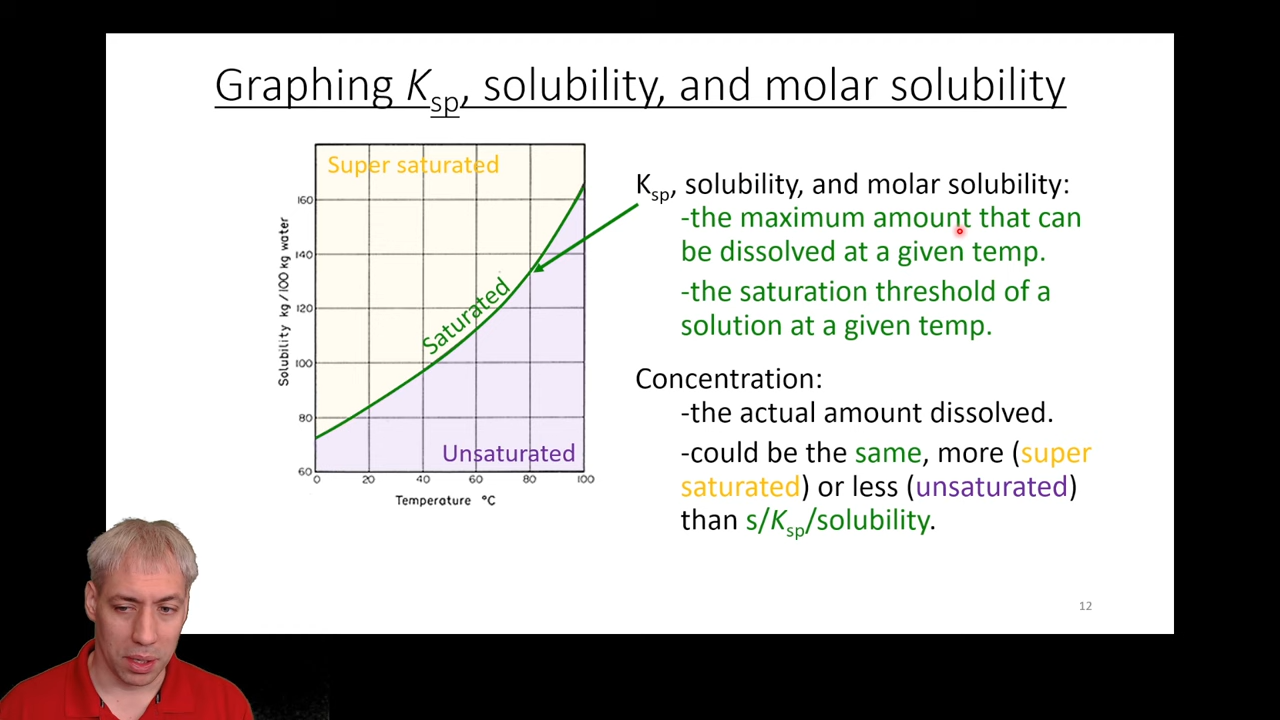 Graphing Ksp, solubility, and molar solubility
Super saturated
Saturated
Unsaturated
Solubility kg/100 kg water
160
140
120
100
80
60
0 20 40 60 80 100
Temperature °C
Ksp, solubility, and molar solubility:
-the maximum amount that can
be dissolved at a given temp.
-the saturation threshold of a
solution at a given temp.
Concentration:
-the actual amount dissolved.
-could be the same, more (super
saturated) or less (unsaturated)
than s/Ksp/solubility.
12